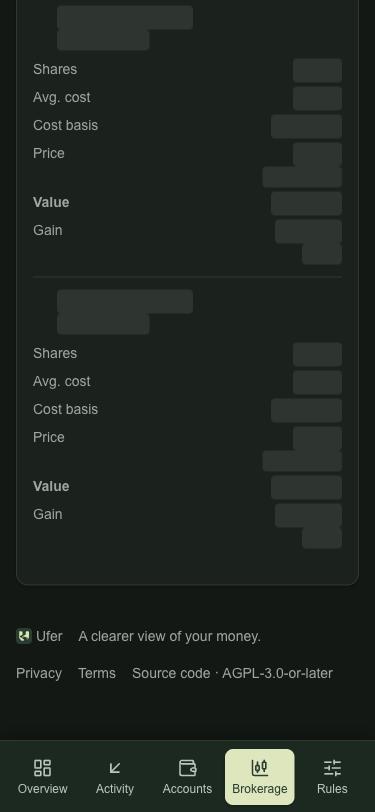 Shares
Avg. cost
Cost basis
Price
Value
Gain
Shares
Avg. cost
Cost basis
Price
Value
Gain
Ufer A clearer view of your money.
Privacy Terms Source code · AGPL-3.0-or-later
Overview Activity Accounts Brokerage Rules